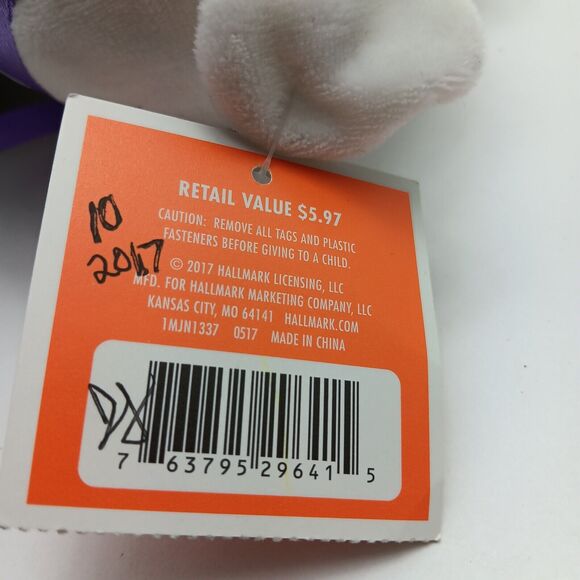 RETAIL VALUE $5.97
CAUTION: REMOVE ALL TAGS AND PLASTIC
FASTENERS BEFORE GIVING TO A CHILD.
10
2017
© 2017 HALLMARK LICENSING, LLC
MFD. FOR HALLMARK MARKETING COMPANY, LLC
KANSAS CITY, MO 64141 HALLMARK.COM
1MJN1337 0517 MADE IN CHINA
7 63795 29641 5